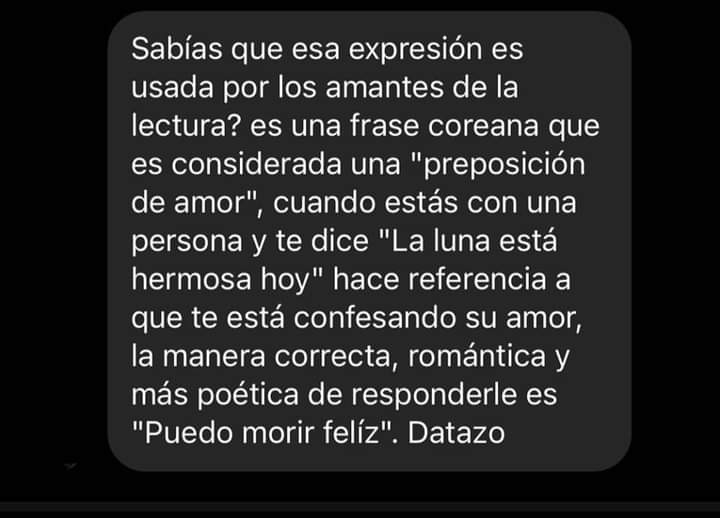 Sabías que esa expresión es
usada por los amantes de la
lectura? es una frase coreana que
es considerada una "preposición
de amor", cuando estás con una
persona y te dice "La luna está
hermosa hoy" hace referencia a
que te está confesando su amor,
la manera correcta, romántica y
más poética de responderle es
"Puedo morir felíz". Datazo